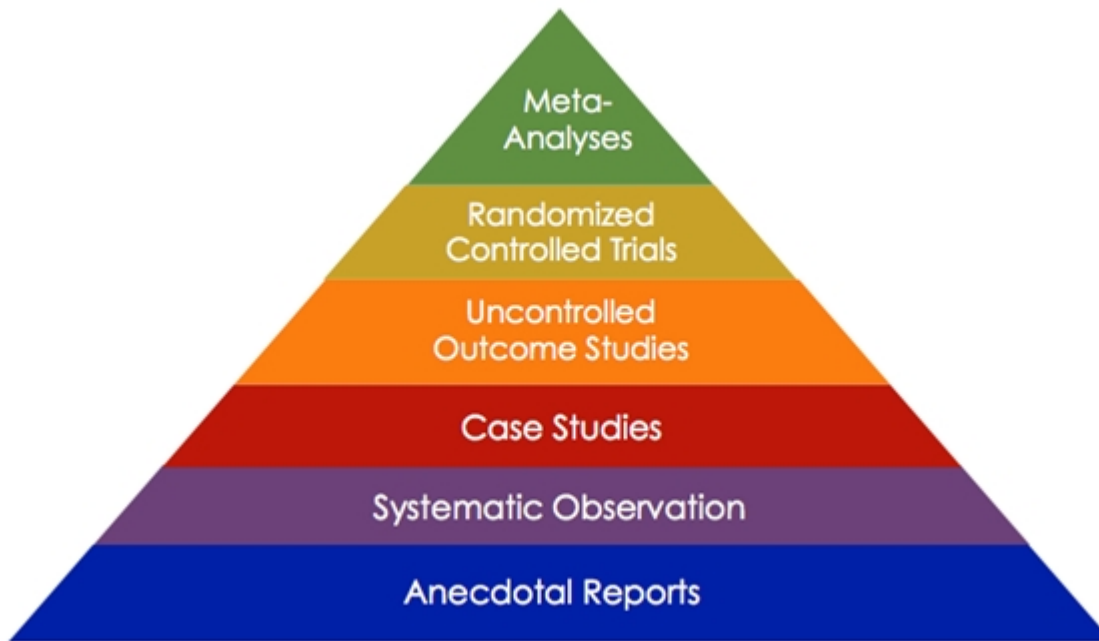 Meta-
Analyses
Randomized
Controlled Trials
Uncontrolled
Outcome Studies
Case Studies
Systematic Observation
Anecdotal Reports